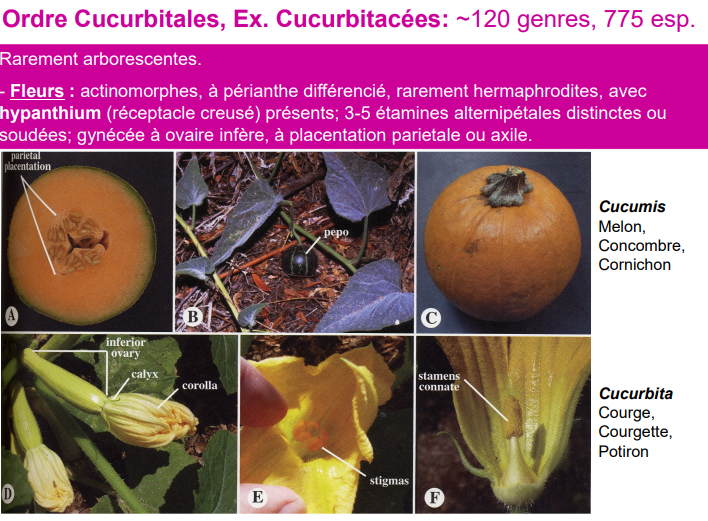 Ordre Cucurbitales, Ex. Cucurbitacées: ~120 genres, 775 esp.
Rarement arborescentes.
- Fleurs : actinomorphes, à périanthe différencié, rarement hermaphrodites, avec
hypanthium (réceptacle creusé) présents; 3-5 étamines alternipétales distinctes ou
soudées; gynécée à ovaire infère, à placentation parietale ou axile.
parietal
placentation
A
pepo
B
C
Cucumis
Melon,
Concombre,
Cornichon
inferior
ovary
calyx
corolla
D
stigmas
E
stamens
connate
F
Cucurbita
Courge,
Courgette,
Potiron